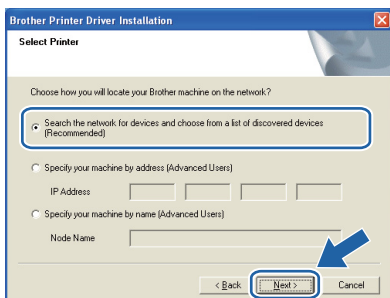 Brother Printer Driver Installation
Select Printer
Choose how you will locate your Brother machine on the network?
Search the network for devices and choose from a list of discovered devices
(Recommended)
Specify your machine by address (Advanced Users)
IP Address
Specify your machine by name (Advanced Users)
Node Name
< Back
Next >
Cancel